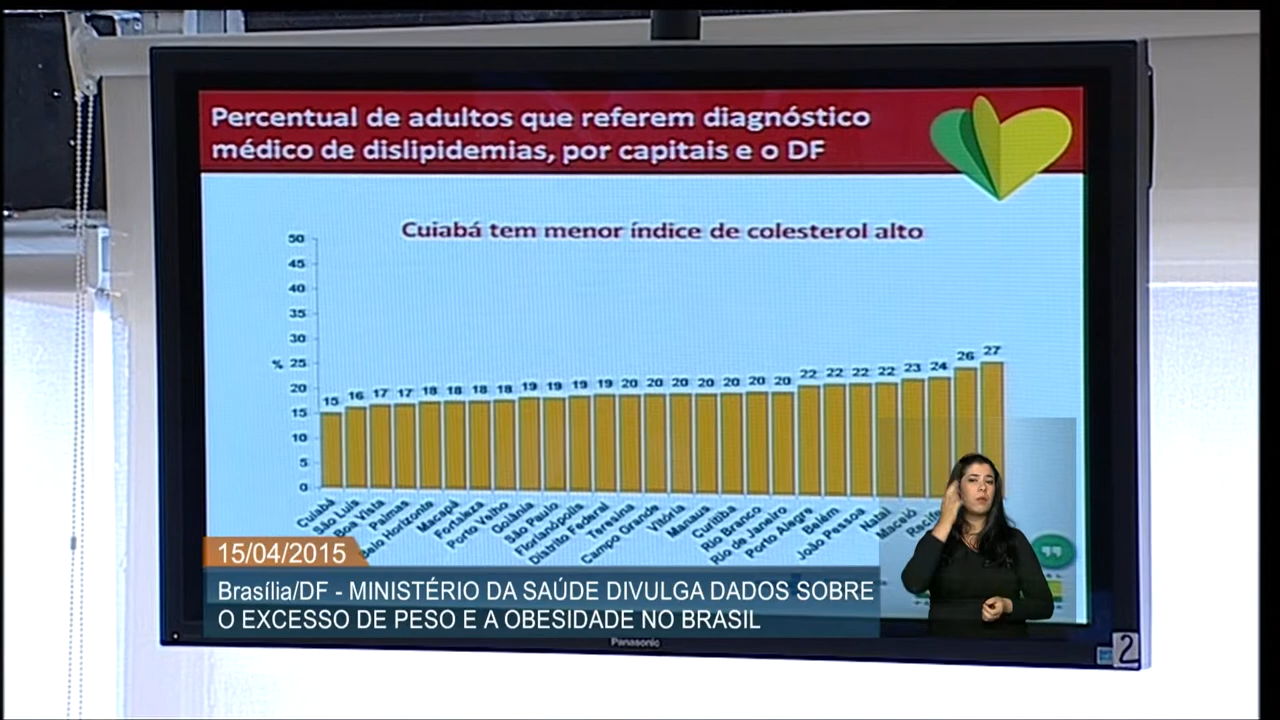 Percentual de adultos que referem diagnóstico
médico de dislipidemias, por capitais e o DF
Cuiabá tem menor índice de colesterol alto
50
45
40
35
30
% 25
20
15
10
5
0
15 16 17 17 18 18 18 18 19 19 19 19 20 20 20 20 20 20 20 22 22 22 22 23 24 26 27
Cuiabá
São Luís
Boa Vista
Palmas
Belo Horizonte
Macapá
Fortaleza
Porto Velho
Goiânia
São Paulo
Florianópolis
Distrito Federal
Teresina
Campo Grande
Vitória
Manaus
Curitiba
Rio Branco
Rio de Janeiro
Porto Alegre
Belém
João Pessoa
Natal
Maceió
Recife
15/04/2015
Brasília/DF - MINISTÉRIO DA SAÚDE DIVULGA DADOS SOBRE
O EXCESSO DE PESO E A OBESIDADE NO BRASIL
Panasonic
2